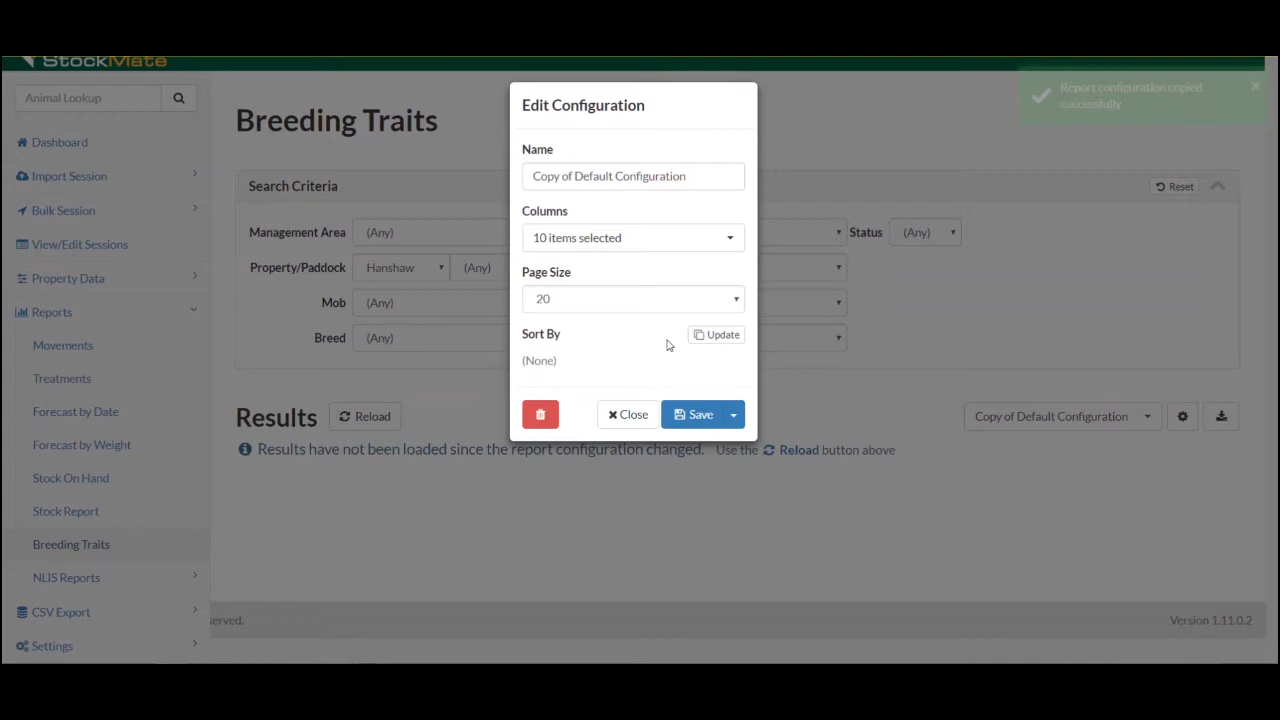 StockMate
Animal Lookup
Dashboard
Import Session
Bulk Session
View/Edit Sessions
Property Data
Reports
Movements
Treatments
Forecast by Date
Forecast by Weight
Stock On Hand
Stock Report
Breeding Traits
NLIS Reports
CSV Export
Settings
Breeding Traits
Search Criteria
Reset
Management Area (Any)
Status (Any)
Property/Paddock Hanshaw (Any)
Mob (Any)
Breed (Any)
Results Reload
Copy of Default Configuration
Results have not been loaded since the report configuration changed. Use the Reload button above
erved.
Version 1.11.0.2
Edit Configuration
Name
Copy of Default Configuration
Columns
10 items selected
Page Size
20
Sort By Update
(None)
Close Save
Report configuration copied
successfully